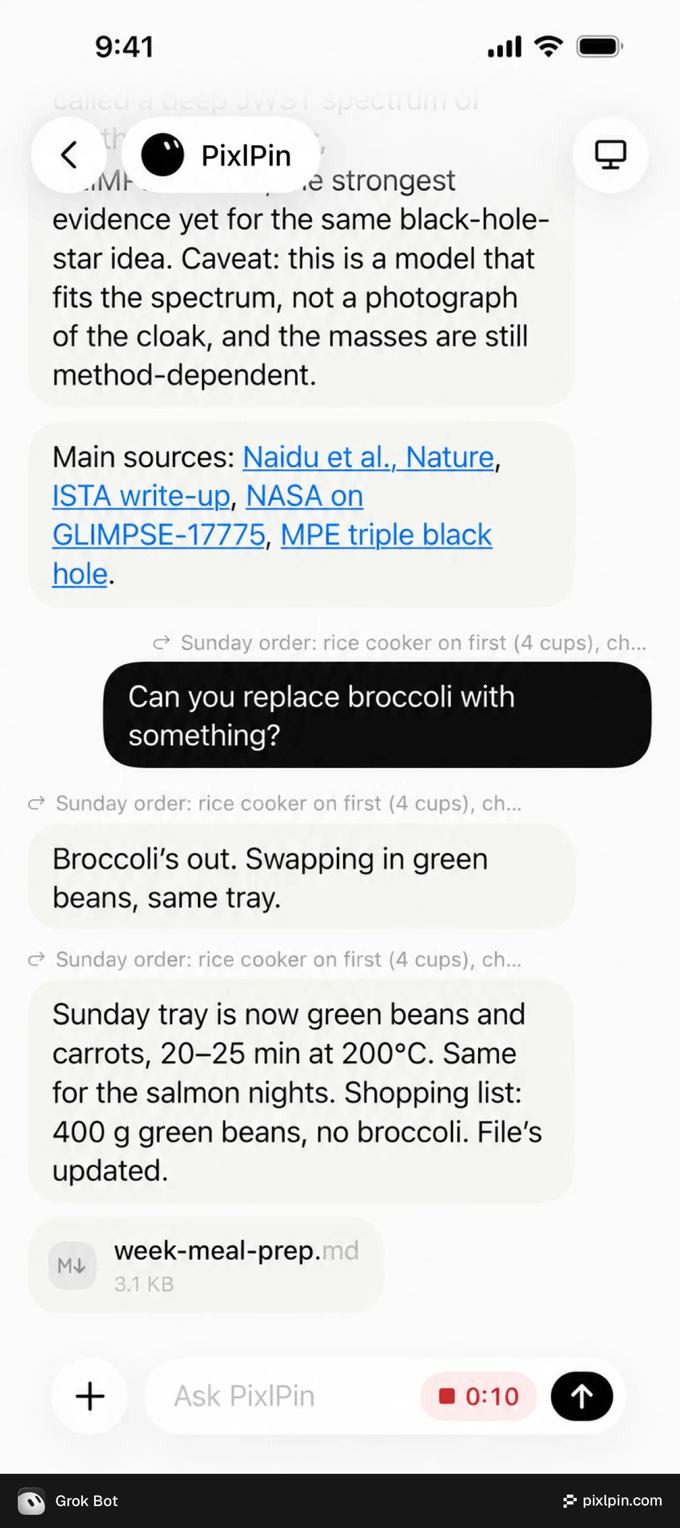 9:41
called a deep JWST spectrum of
PixlPin
strongest
evidence yet for the same black-hole-
star idea. Caveat: this is a model that
fits the spectrum, not a photograph
of the cloak, and the masses are still
method-dependent.
Main sources: Naidu et al., Nature,
ISTA write-up, NASA on
GLIMPSE-17775, MPE triple black
hole.
Sunday order: rice cooker on first (4 cups), ch...
Can you replace broccoli with
something?
Sunday order: rice cooker on first (4 cups), ch...
Broccoli’s out. Swapping in green
beans, same tray.
Sunday order: rice cooker on first (4 cups), ch...
Sunday tray is now green beans and
carrots, 20–25 min at 200°C. Same
for the salmon nights. Shopping list:
400 g green beans, no broccoli. File’s
updated.
M↓
week-meal-prep.md
3.1 KB
Ask PixlPin
0:10
Grok Bot
pixlpin.com